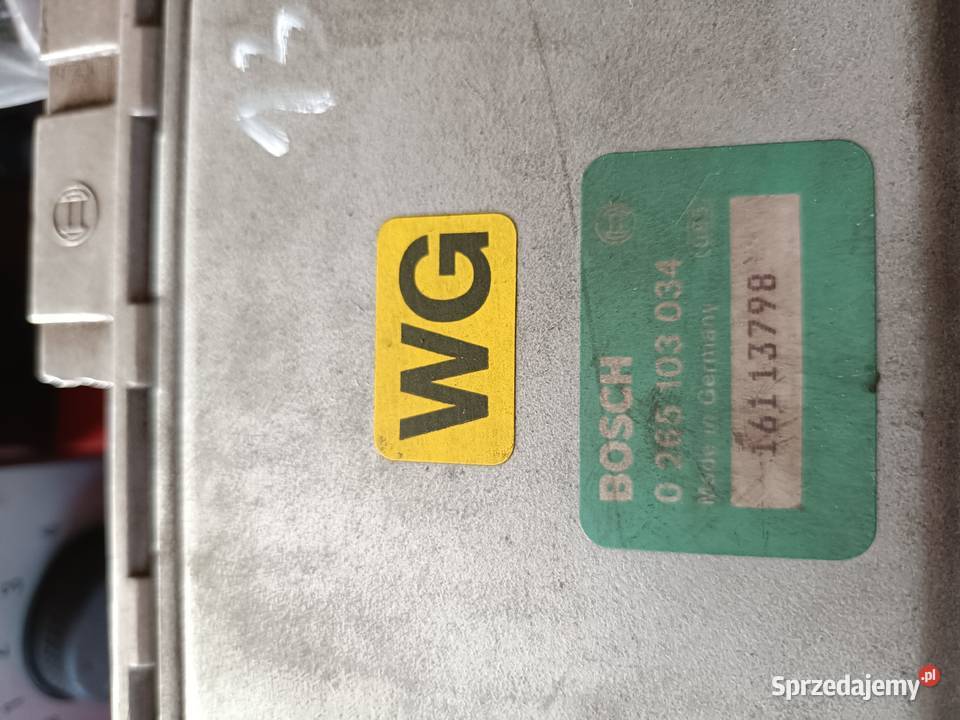 WG
BOSCH
0 265 103 034
Made in Germany
16113798
Sprzedajemy.pl